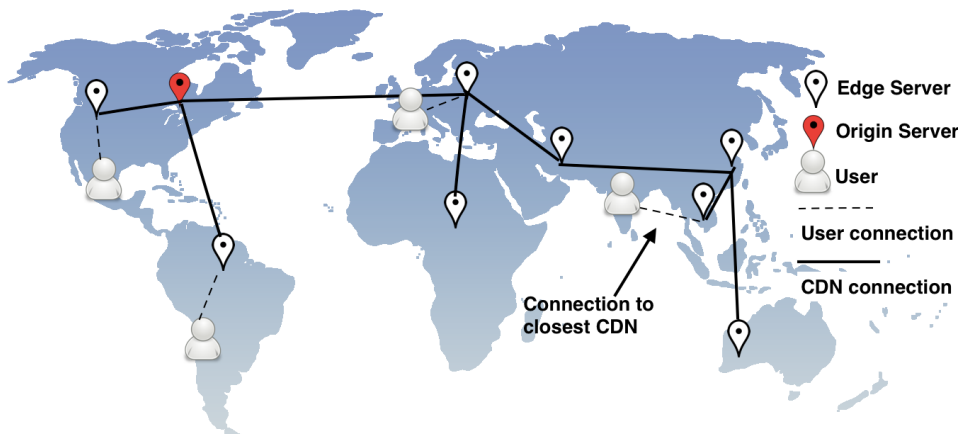 Edge Server
Origin Server
User
User connection
CDN connection
Connection to
closest CDN